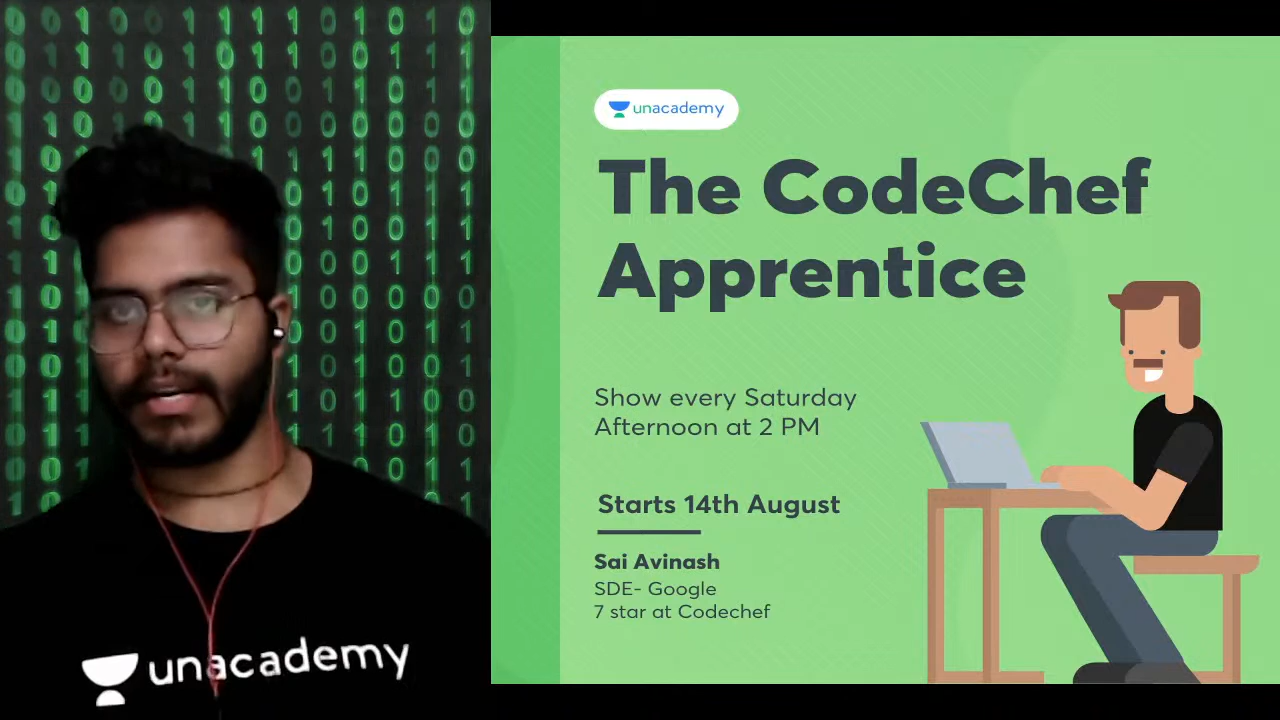 unacademy
unacademy
The CodeChef
Apprentice
Show every Saturday
Afternoon at 2 PM
Starts 14th August
Sai Avinash
SDE- Google
7 star at Codechef